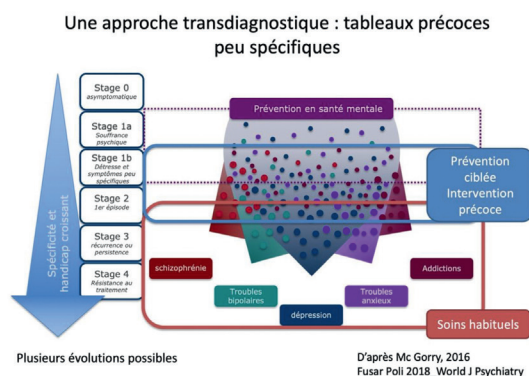 Une approche transdiagnostique : tableaux précoces
peu spécifiques
Stage 0
asymptomatique
Stage 1a
Souffrance
psychique
Stage 1b
Détresse et
symptômes peu
spécifiques
Stage 2
1er épisode
Stage 3
récurrence ou
persistence
Stage 4
Résistance au
traitement
Spécificité et
handicap croissant
Prévention en santé mentale
Prévention
ciblée
Intervention
précoce
schizophrénie
Troubles
bipolaires
dépression
Troubles
anxieux
Addictions
Soins habituels
Plusieurs évolutions possibles
D'après Mc Gorry, 2016
Fusar Poli 2018 World J Psychiatry